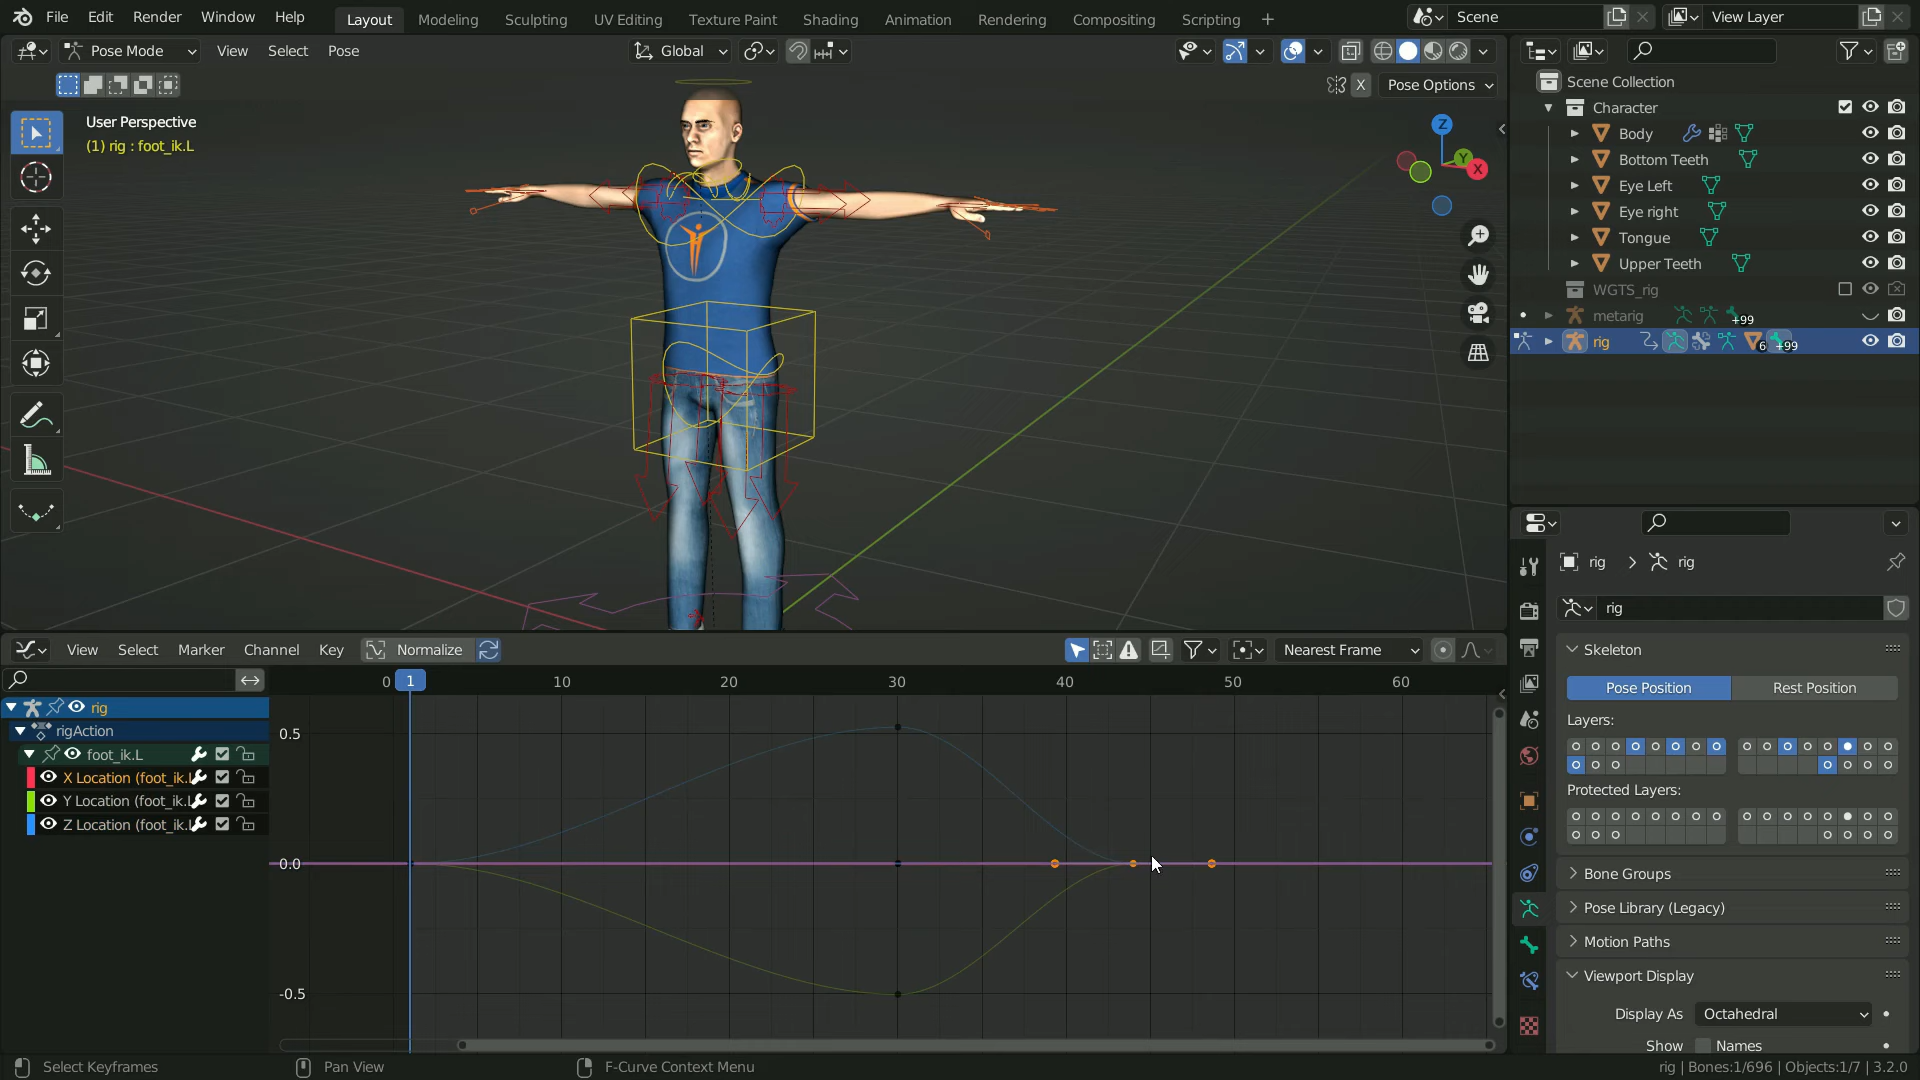 File Edit Render Window Help Layout Modeling Sculpting UV Editing Texture Paint Shading Animation Rendering Compositing Scripting + Scene View Layer
Pose Mode View Select Pose Global
X Pose Options
User Perspective
(1) rig : foot_ik.L
Z
Y
X
Scene Collection
Character
Body
Bottom Teeth
Eye Left
Eye right
Tongue
Upper Teeth
WGTS_rig
metarig +99
rig 6 +99
rig > rig
rig
Skeleton
Pose Position Rest Position
Layers:
Protected Layers:
Bone Groups
Pose Library (Legacy)
Motion Paths
Viewport Display
Display As Octahedral
Show Names
View Select Marker Channel Key Normalize Nearest Frame
0 1 10 20 30 40 50 60
rig
rigAction
foot_ik.L
X Location (foot_ik.L
Y Location (foot_ik.L
Z Location (foot_ik.L
0.5
0.0
-0.5
Select Keyframes Pan View F-Curve Context Menu rig | Bones:1/696 | Objects:1/7 | 3.2.0